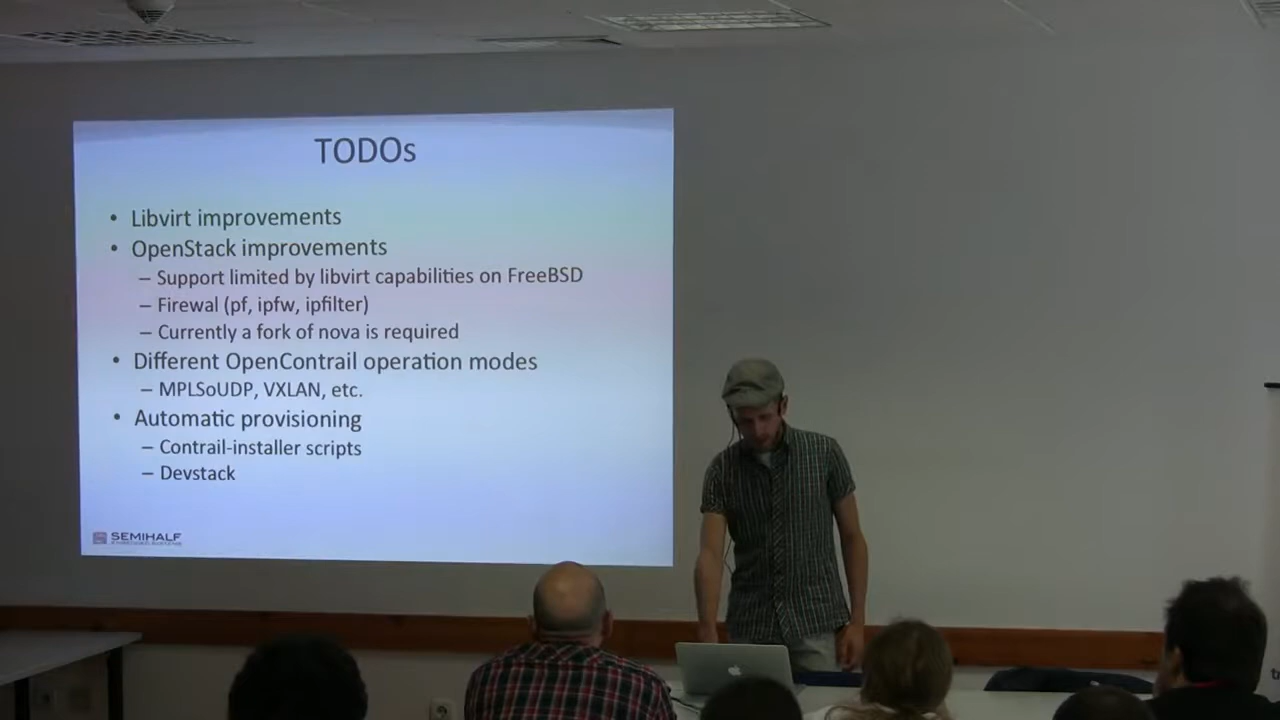 TODOs
• Libvirt improvements
• OpenStack improvements
– Support limited by libvirt capabilities on FreeBSD
– Firewal (pf, ipfw, ipfilter)
– Currently a fork of nova is required
• Different OpenContrail operation modes
– MPLSoUDP, VXLAN, etc.
• Automatic provisioning
– Contrail-installer scripts
– Devstack
SEMIHALF